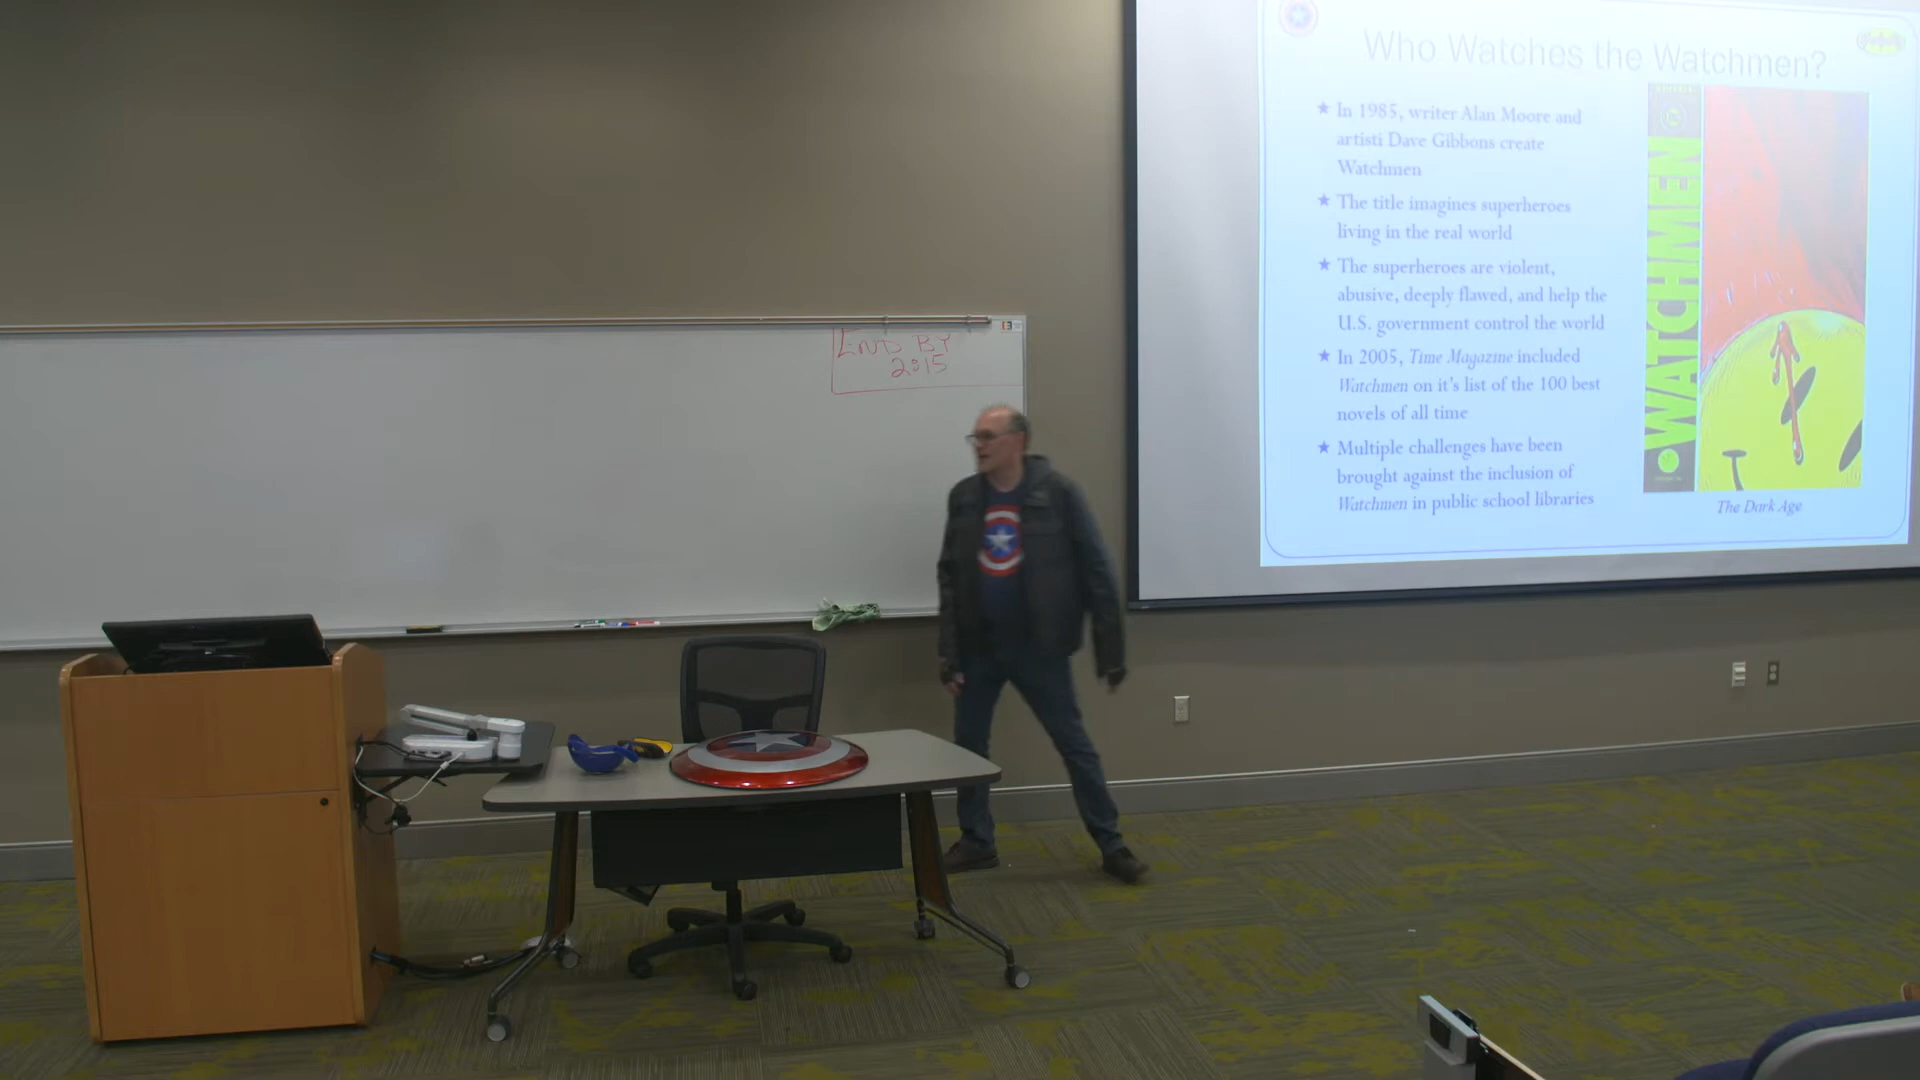 Who Watches the Watchmen?
★ In 1985, writer Alan Moore and
artisti Dave Gibbons create
Watchmen
★ The title imagines superheroes
living in the real world
★ The superheroes are violent,
abusive, deeply flawed, and help the
U.S. government control the world
★ In 2005, Time Magazine included
Watchmen on it's list of the 100 best
novels of all time
★ Multiple challenges have been
brought against the inclusion of
Watchmen in public school libraries
WATCHMEN
The Dark Age
END BY
2:15